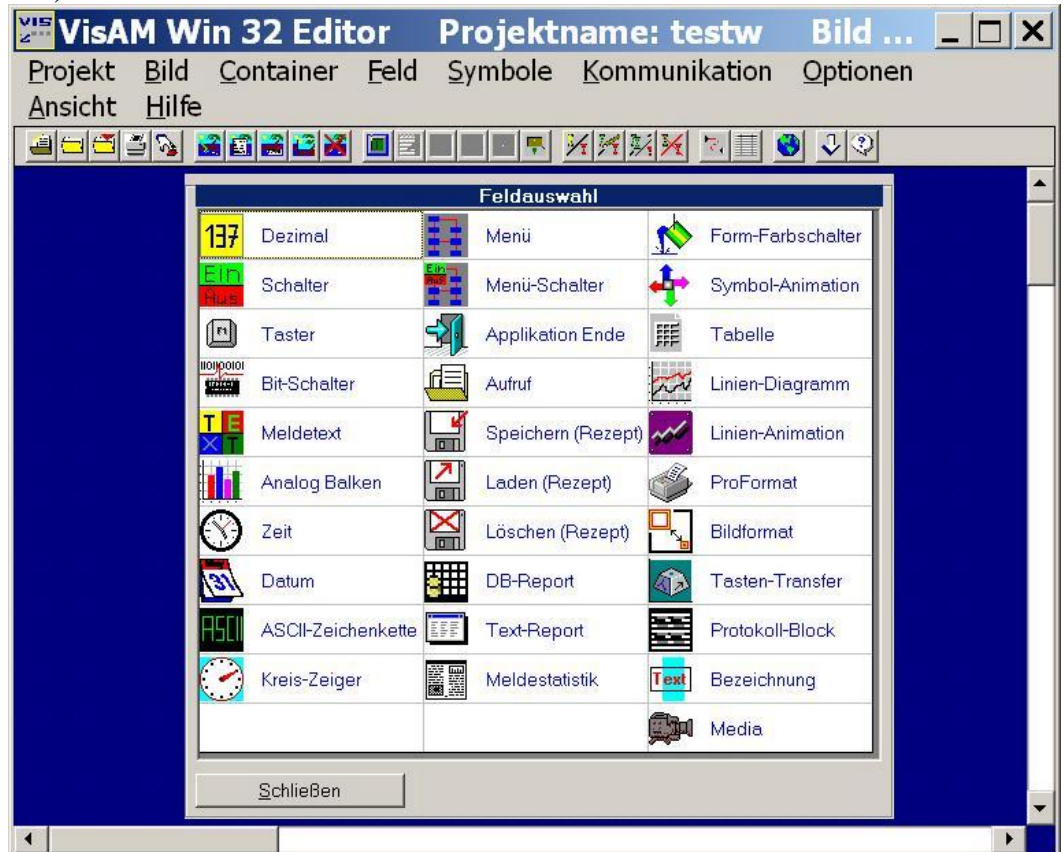 VisAM Win 32 Editor Projektname: testw Bild ...
Projekt Bild Container Feld Symbole Kommunikation Optionen
Ansicht Hilfe
Feldauswahl
137 Dezimal Menü Form-Farbschalter
Ein Aus Schalter Ein Aus Menü-Schalter Symbol-Animation
Taster Applikation Ende Tabelle
Bit-Schalter Aufruf Linien-Diagramm
TEXT Meldetext Speichern (Rezept) Linien-Animation
Analog Balken Laden (Rezept) ProFormat
Zeit Löschen (Rezept) Bildformat
31 Datum DB-Report Tasten-Transfer
ASCII ASCII-Zeichenkette Text-Report Protokoll-Block
Kreis-Zeiger Meldestatistik Text Bezeichnung
Media
Schließen